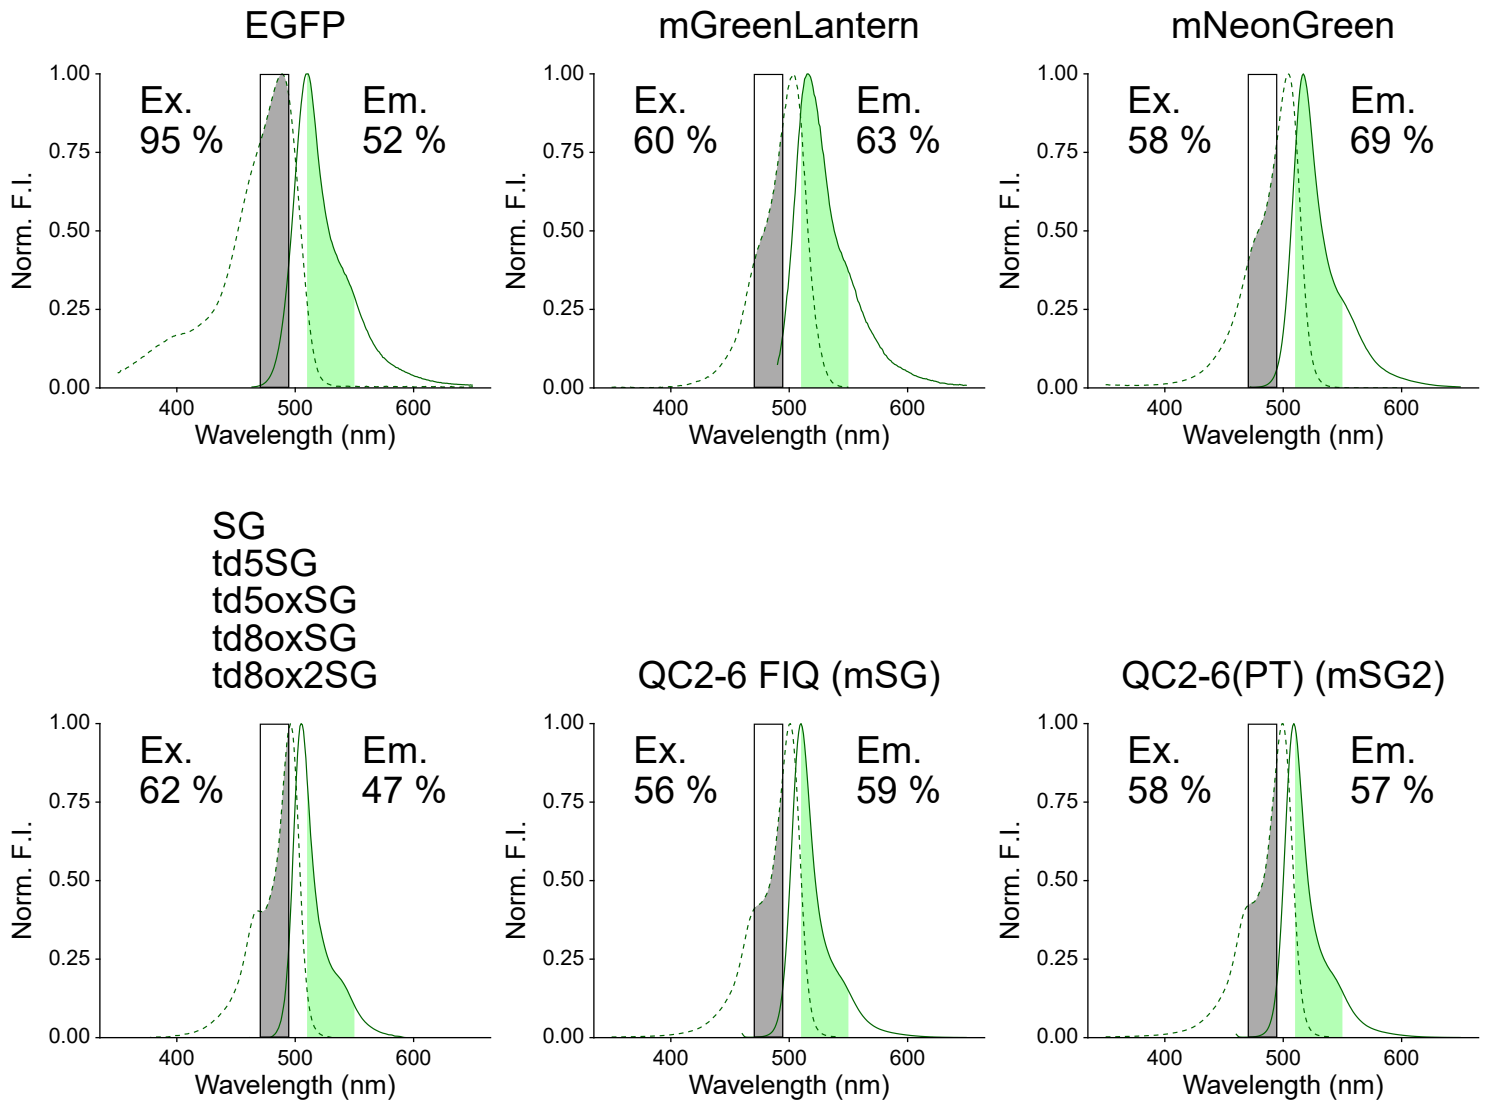 EGFP
1.00
0.75
0.50
0.25
0.00
Norm. F.I.
Ex.
95 %
Em.
52 %
400
500
600
Wavelength (nm)
mGreenLantern
1.00
0.75
0.50
0.25
0.00
Norm. F.I.
Ex.
60 %
Em.
63 %
400
500
600
Wavelength (nm)
mNeonGreen
1.00
0.75
0.50
0.25
0.00
Norm. F.I.
Ex.
58 %
Em.
69 %
400
500
600
Wavelength (nm)
SG
td5SG
td5oxSG
td8oxSG
td8ox2SG
1.00
0.75
0.50
0.25
0.00
Norm. F.I.
Ex.
62 %
Em.
47 %
400
500
600
Wavelength (nm)
QC2-6 FIQ (mSG)
1.00
0.75
0.50
0.25
0.00
Norm. F.I.
Ex.
56 %
Em.
59 %
400
500
600
Wavelength (nm)
QC2-6(PT) (mSG2)
1.00
0.75
0.50
0.25
0.00
Norm. F.I.
Ex.
58 %
Em.
57 %
400
500
600
Wavelength (nm)